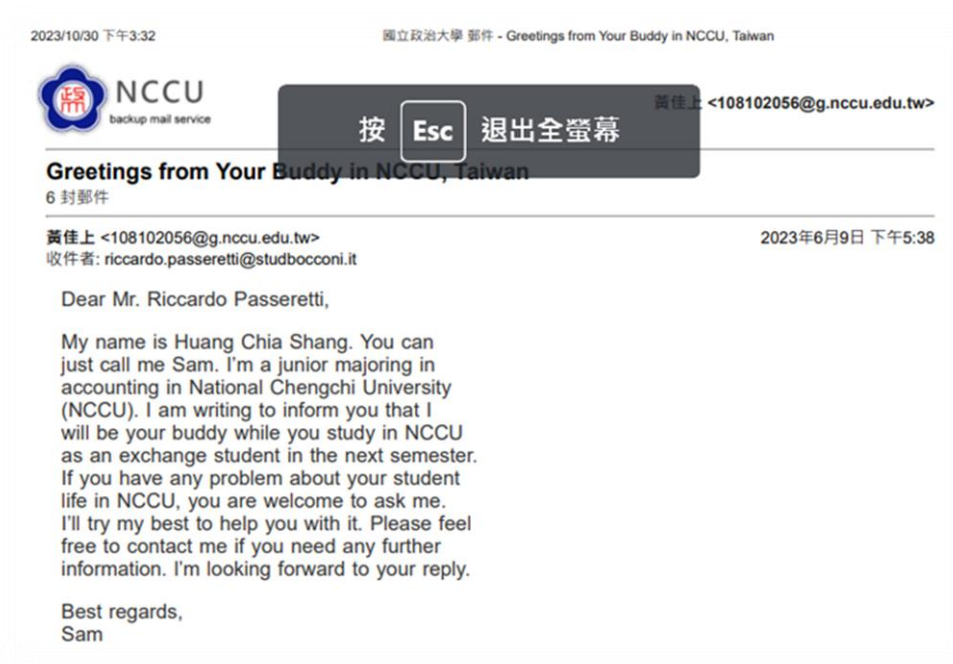 2023/10/30 下午3:32
國立政治大學 郵件 - Greetings from Your Buddy in NCCU, Taiwan
政
NCCU
backup mail service
黃佳上 <108102056@g.nccu.edu.tw>
按 Esc 退出全螢幕
Greetings from Your Buddy in NCCU, Taiwan
6 封郵件
黃佳上 <108102056@g.nccu.edu.tw>
2023年6月9日 下午5:38
收件者: riccardo.passeretti@studbocconi.it
Dear Mr. Riccardo Passeretti,
My name is Huang Chia Shang. You can
just call me Sam. I'm a junior majoring in
accounting in National Chengchi University
(NCCU). I am writing to inform you that I
will be your buddy while you study in NCCU
as an exchange student in the next semester.
If you have any problem about your student
life in NCCU, you are welcome to ask me.
I'll try my best to help you with it. Please feel
free to contact me if you need any further
information. I'm looking forward to your reply.
Best regards,
Sam